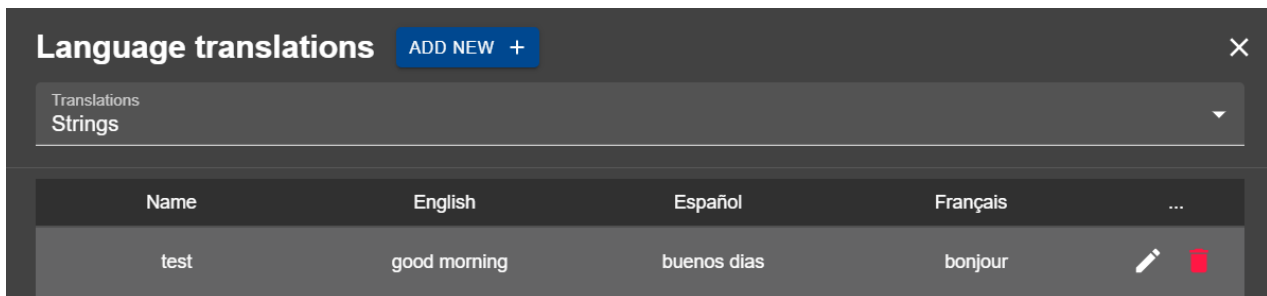 Language translations ADD NEW +
Translations
Strings
Name English Español Français ...
test good morning buenos dias bonjour